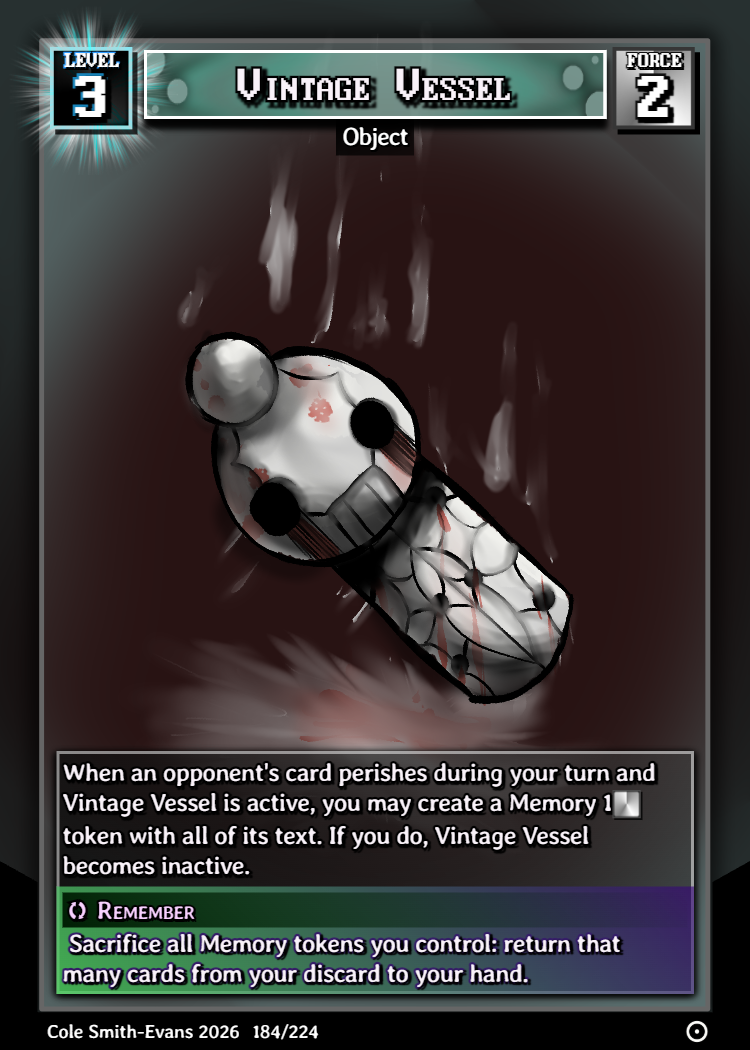 LEVEL
3
VINTAGE VESSEL
FORCE
2
Object
When an opponent's card perishes during your turn and
Vintage Vessel is active, you may create a Memory 1
token with all of its text. If you do, Vintage Vessel
becomes inactive.
REMEMBER
Sacrifice all Memory tokens you control: return that
many cards from your discard to your hand.
Cole Smith-Evans 2026 184/224